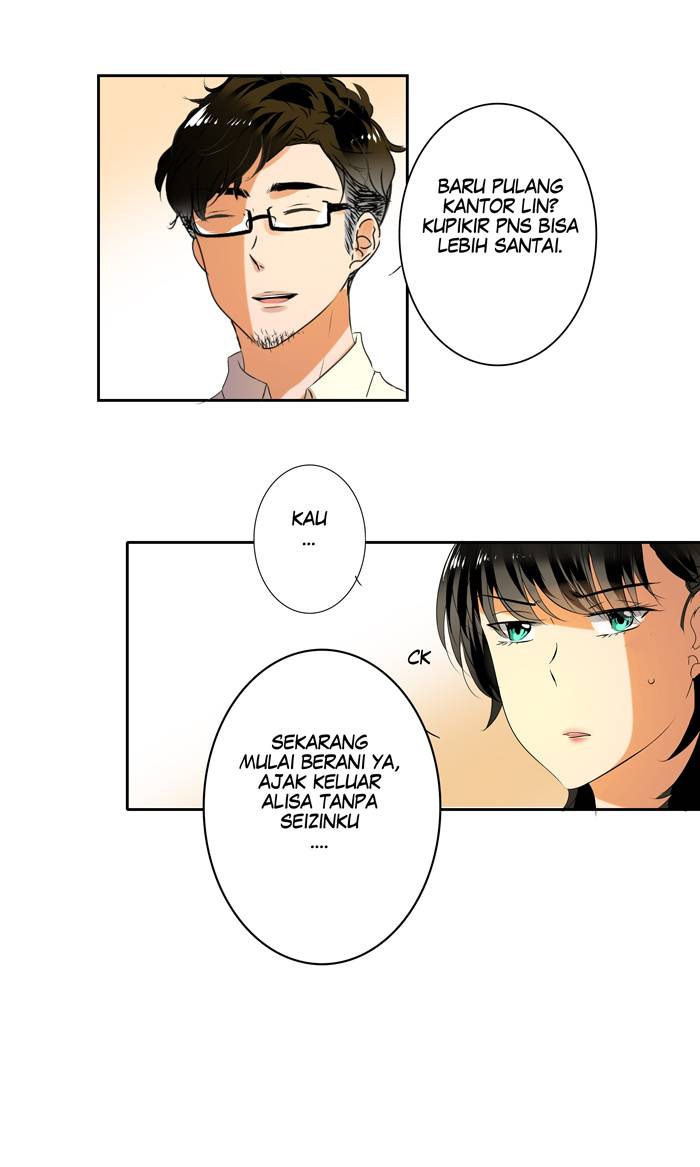 BARU PULANG
KANTOR LIN?
KUPIKIR PNS BISA
LEBIH SANTAI.
KAU
...
CK
SEKARANG
MULAI BERANI YA,
AJAK KELUAR
ALISA TANPA
SEIZINKU
....